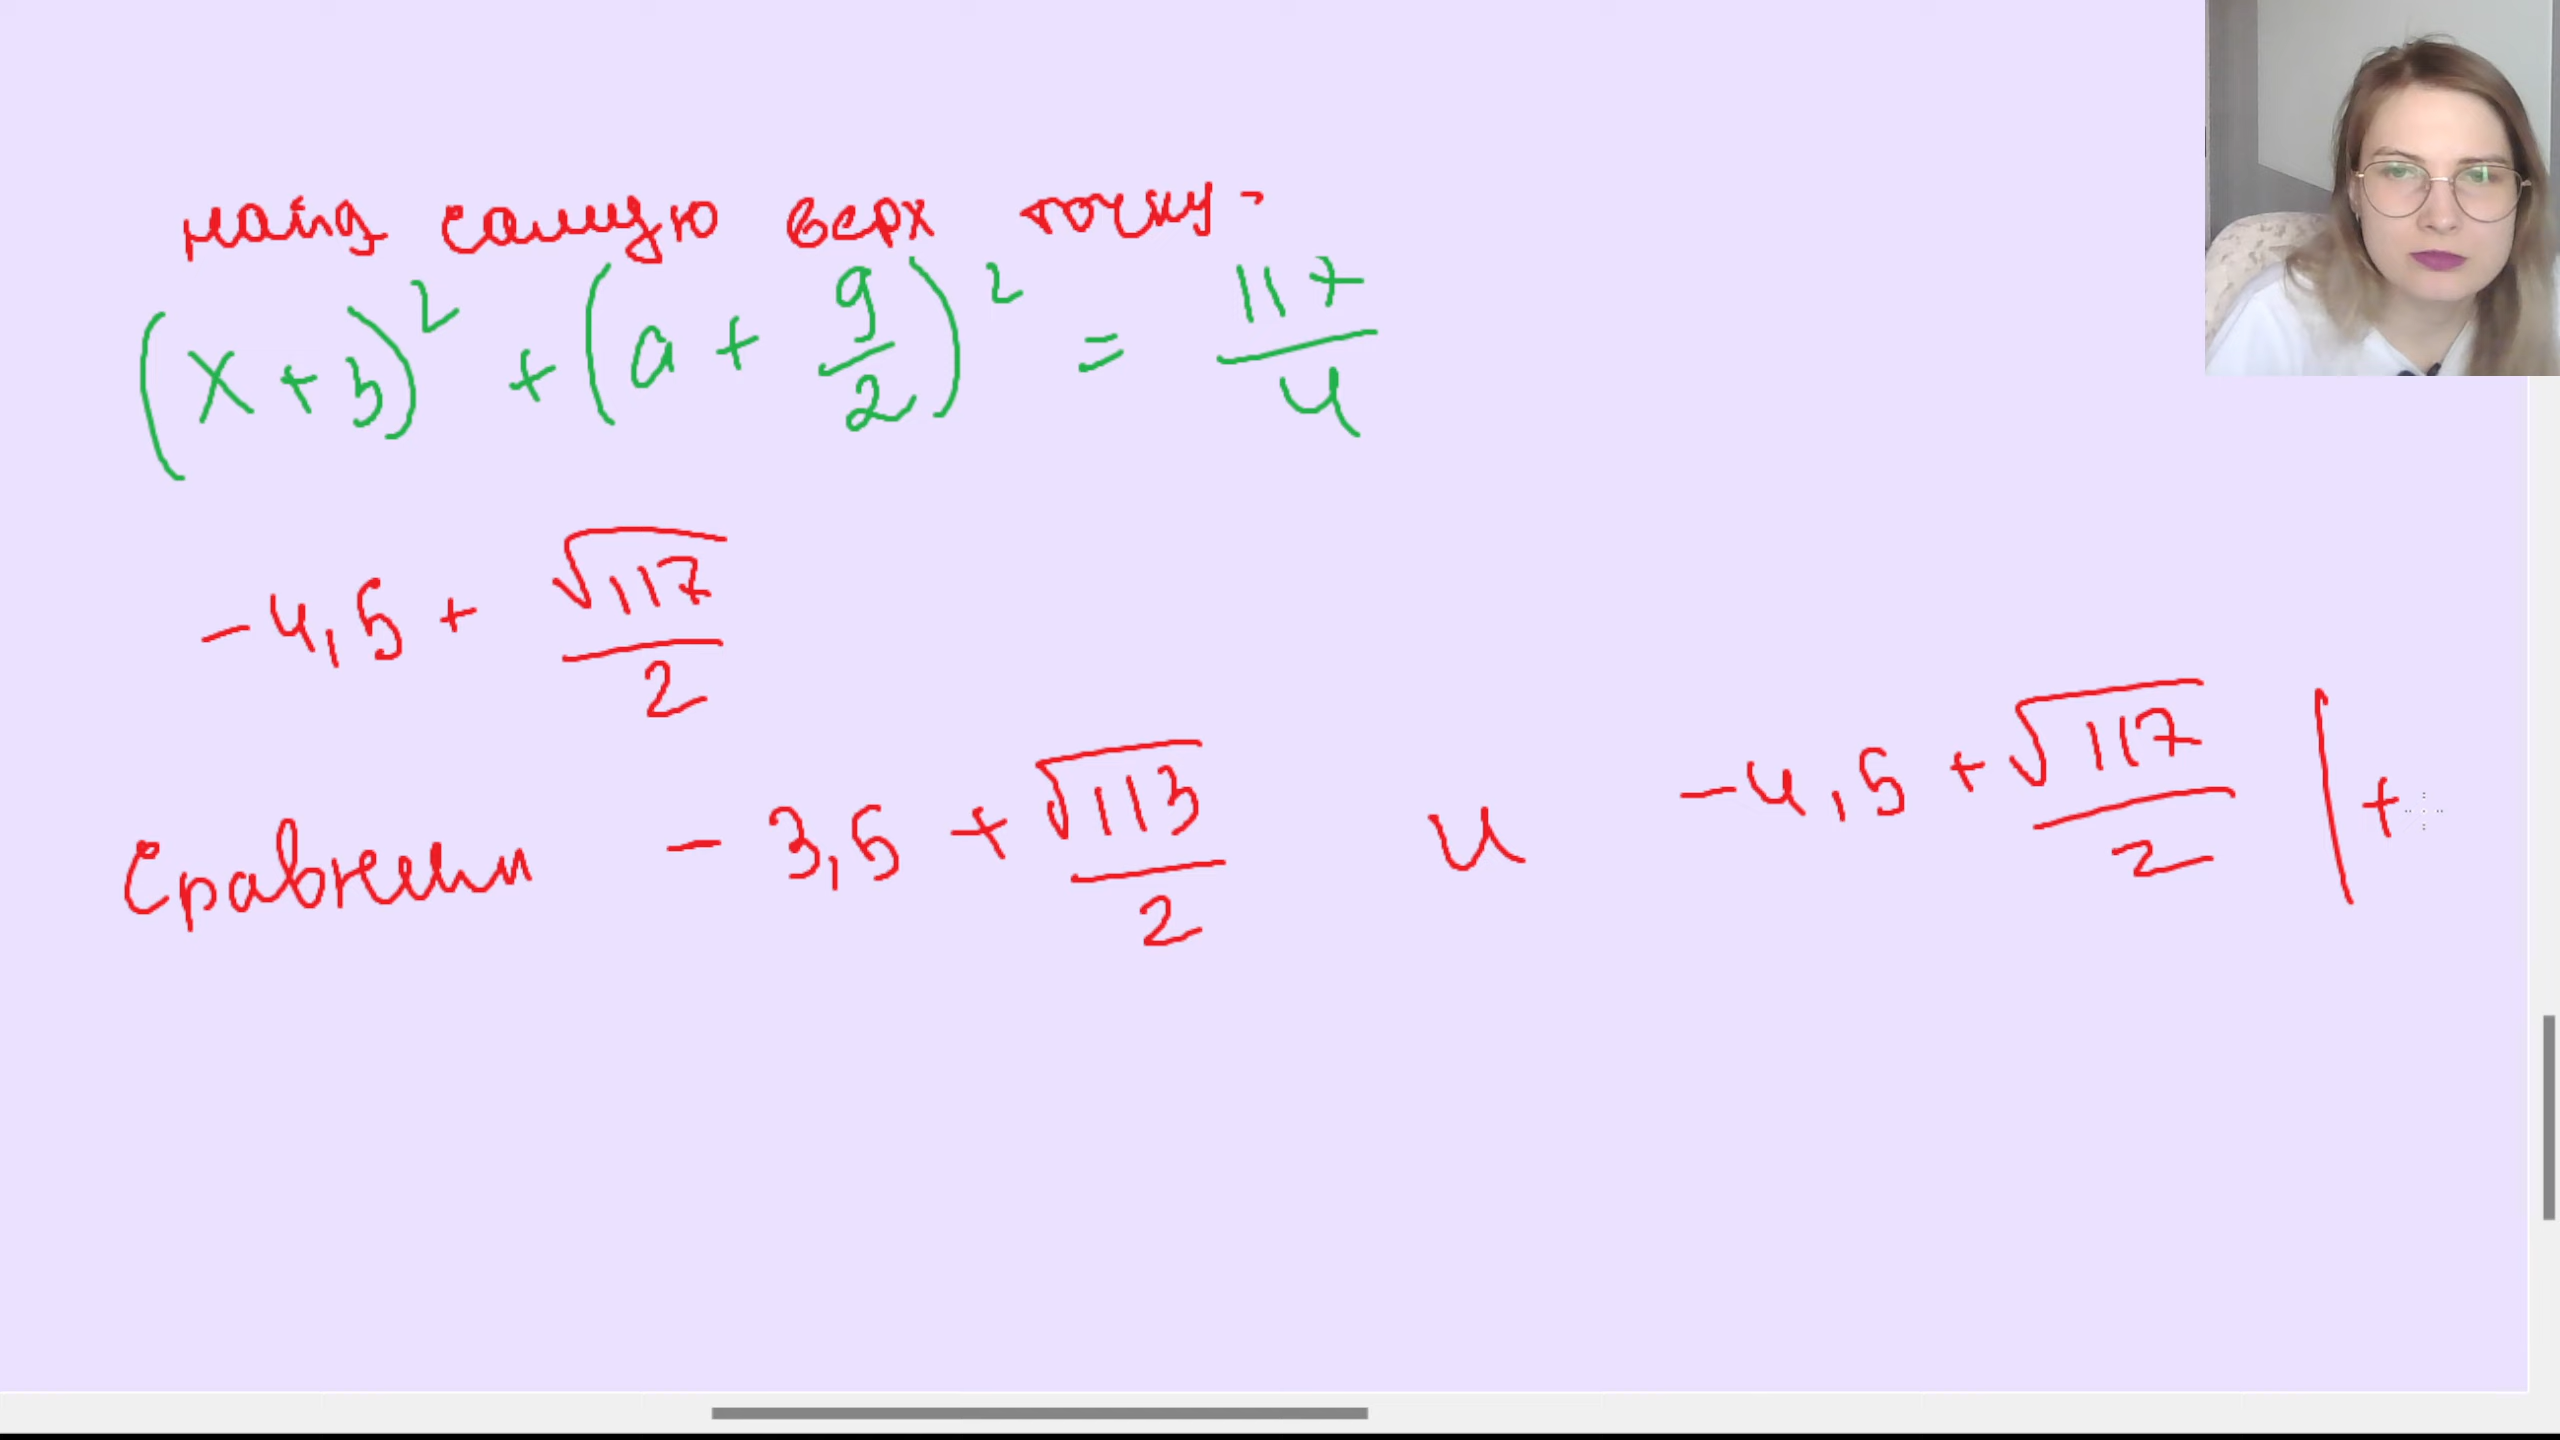 найд самую верх точку.
(x+3)² + (a + 9/2)² = 117/4
-4,5 + √117/2
Сравнении -3,5 + √113/2 и -4,5 + √117/2 | +